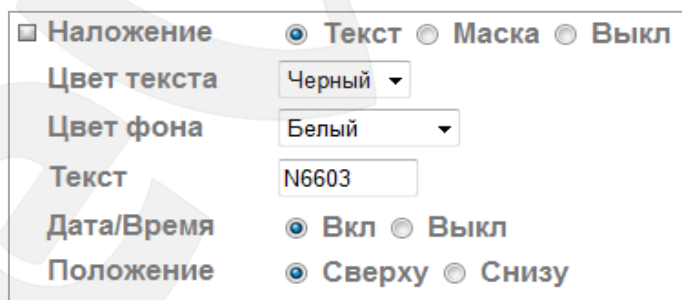 Наложение Текст Маска Выкл
Цвет текста Черный
Цвет фона Белый
Текст N6603
Дата/Время Вкл Выкл
Положение Сверху Снизу